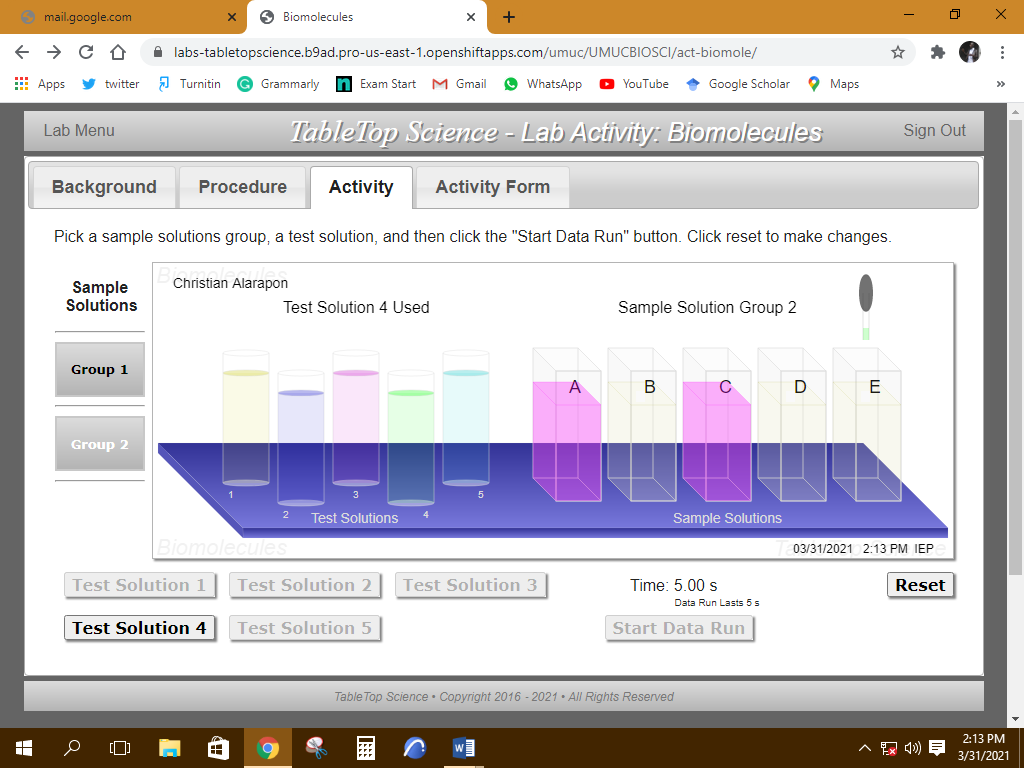 mail.google.com
Biomolecules
labs-tabletopscience.b9ad.pro-us-east-1.openshiftapps.com/umuc/UMUCBIOSCI/act-biomole/
Apps twitter Turnitin Grammarly Exam Start Gmail WhatsApp YouTube Google Scholar Maps »
Lab Menu TableTop Science - Lab Activity: Biomolecules Sign Out
Background Procedure Activity Activity Form
Pick a sample solutions group, a test solution, and then click the "Start Data Run" button. Click reset to make changes.
Sample
Solutions
Group 1
Group 2
Biomolecules
Christian Alarapon
Test Solution 4 Used Sample Solution Group 2
A B C D E
1 2 3 4 5
Test Solutions Sample Solutions
Biomolecules
03/31/2021 2:13 PM IEP
Test Solution 1 Test Solution 2 Test Solution 3 Time: 5.00 s Reset
Data Run Lasts 5 s
Test Solution 4 Test Solution 5 Start Data Run
TableTop Science • Copyright 2016 - 2021 • All Rights Reserved
2:13 PM
3/31/2021